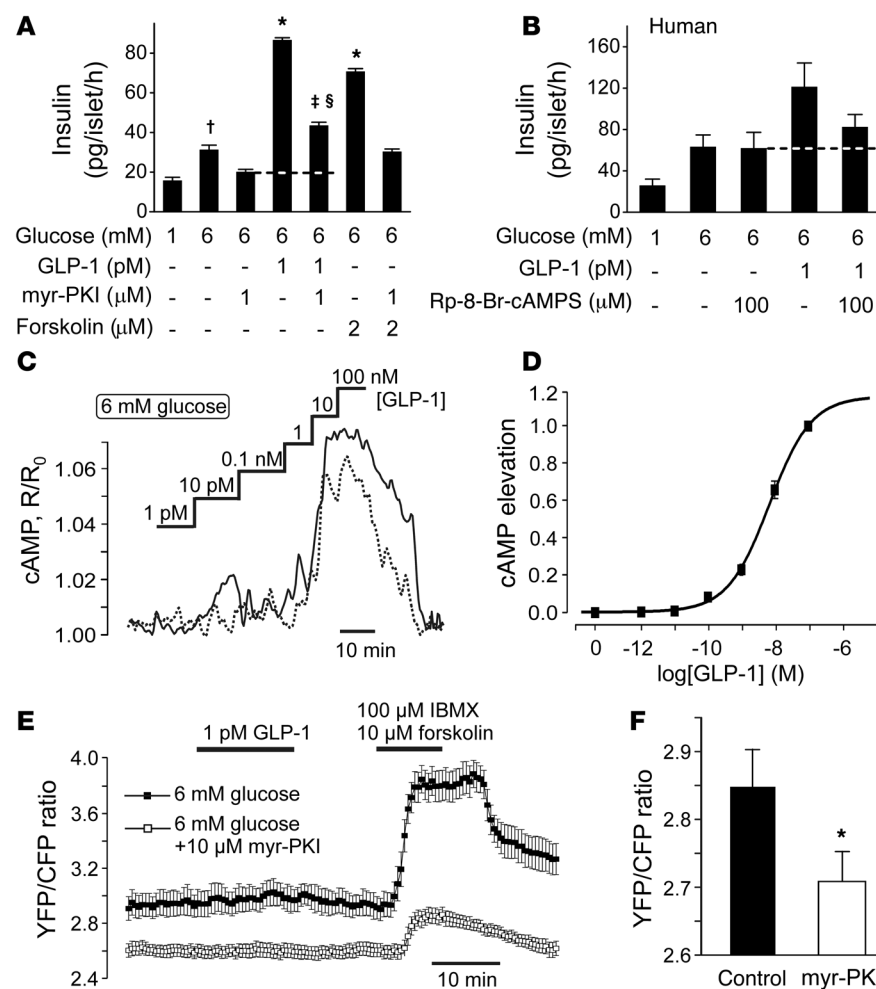 A
Insulin
(pg/islet/h)
80
60
40
20
0
†
*
‡ §
*
Glucose (mM) 1 6 6 6 6 6 6
GLP-1 (pM) - - - 1 1 - -
myr-PKI (μM) - - 1 - 1 - 1
Forskolin (μM) - - - - - 2 2
B
Human
Insulin
(pg/islet/h)
160
120
80
40
0
Glucose (mM) 1 6 6 6 6
GLP-1 (pM) - - - 1 1
Rp-8-Br-cAMPS (μM) - - 100 - 100
C
6 mM glucose
1 pM
10 pM
0.1 nM
1
10
100 nM
[GLP-1]
cAMP, R/R0
1.06
1.04
1.02
1.00
10 min
D
cAMP elevation
1.2
1.0
0.8
0.6
0.4
0.2
0.0
0 -12 -10 -8 -6
log[GLP-1] (M)
E
1 pM GLP-1
100 μM IBMX
10 μM forskolin
YFP/CFP ratio
4.0
3.6
3.2
2.8
2.4
6 mM glucose
6 mM glucose
+10 μM myr-PKI
10 min
F
YFP/CFP ratio
2.9
2.8
2.7
2.6
*
Control myr-PK